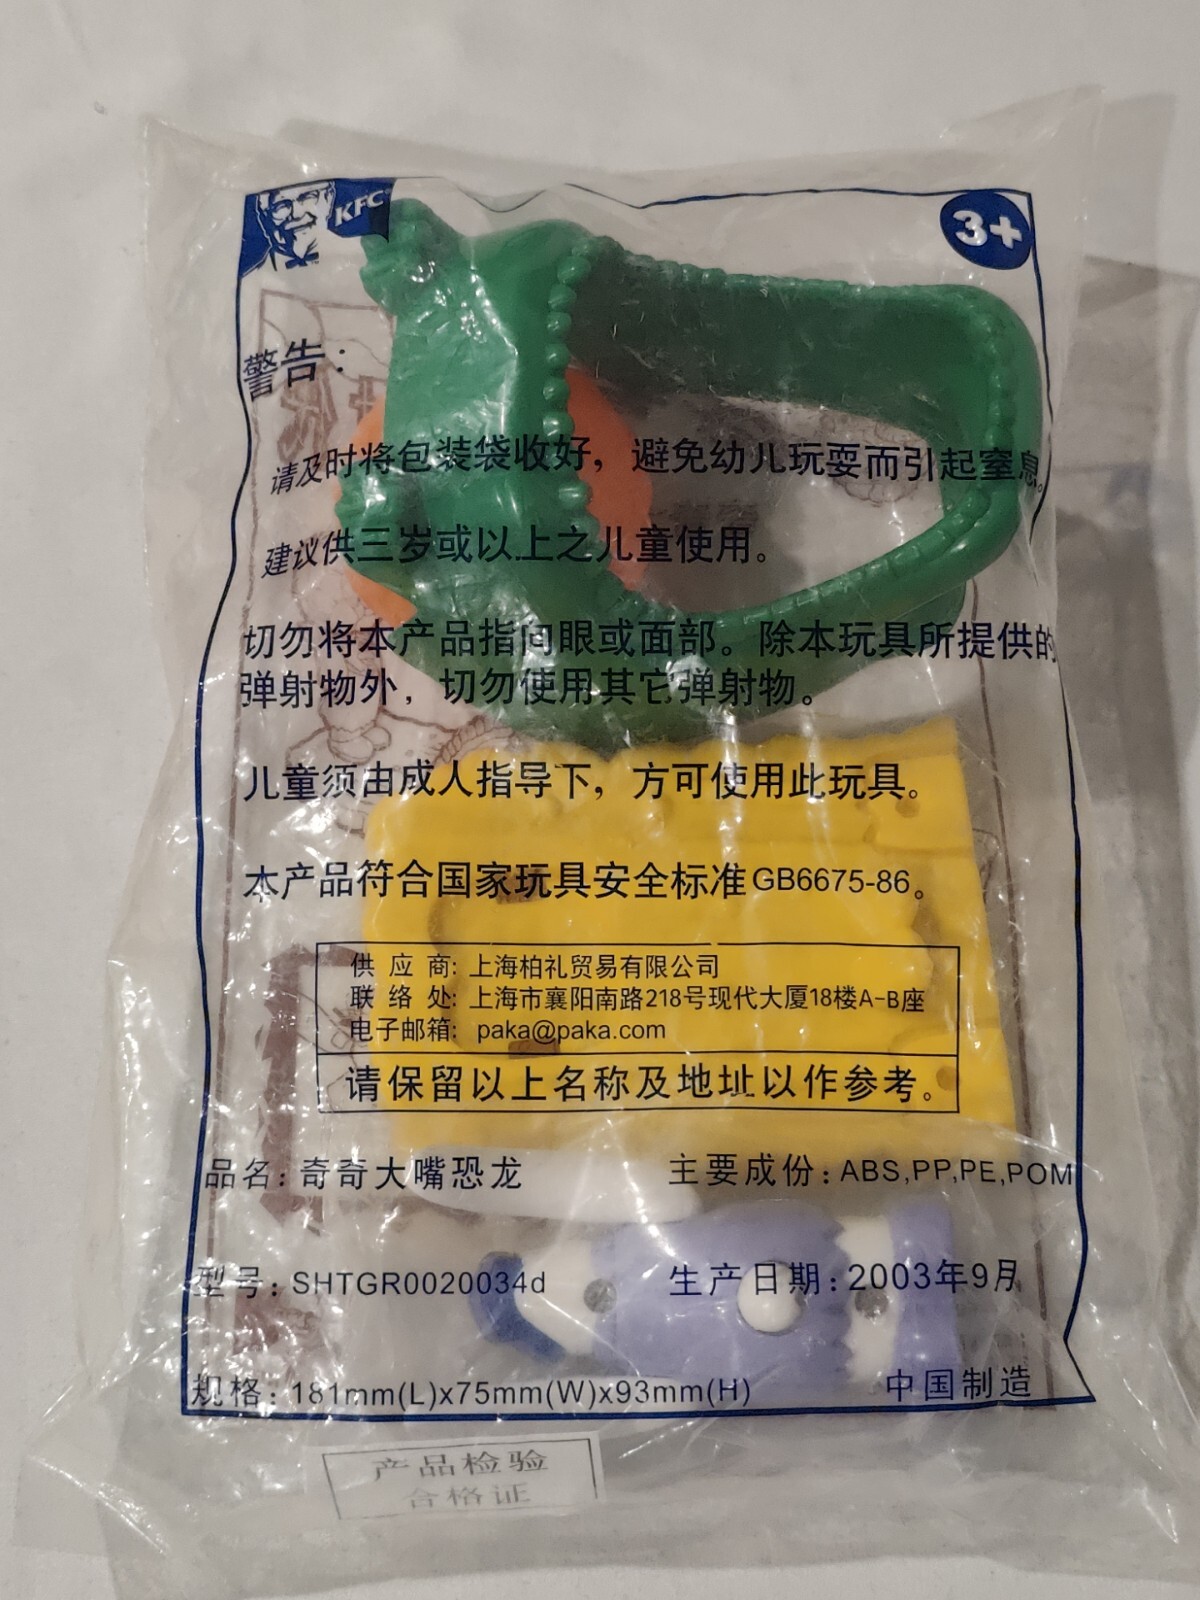 KFC
3+
警告：
请及时将包装袋收好，避免幼儿玩耍而引起窒息。
建议供三岁或以上之儿童使用。
切勿将本产品指向眼或面部。除本玩具所提供的
弹射物外，切勿使用其它弹射物。
儿童须由成人指导下，方可使用此玩具。
本产品符合国家玩具安全标准GB6675-86。
供应商：上海柏礼贸易有限公司
联络处：上海市襄阳南路218号现代大厦18楼A-B座
电子邮箱：paka@paka.com
请保留以上名称及地址以作参考。
品名：奇奇大嘴恐龙 主要成份：ABS,PP,PE,POM
型号：SHTGR0020034d 生产日期：2003年9月
规格：181mm(L)x75mm(W)x93mm(H) 中国制造
产品检验
合格证